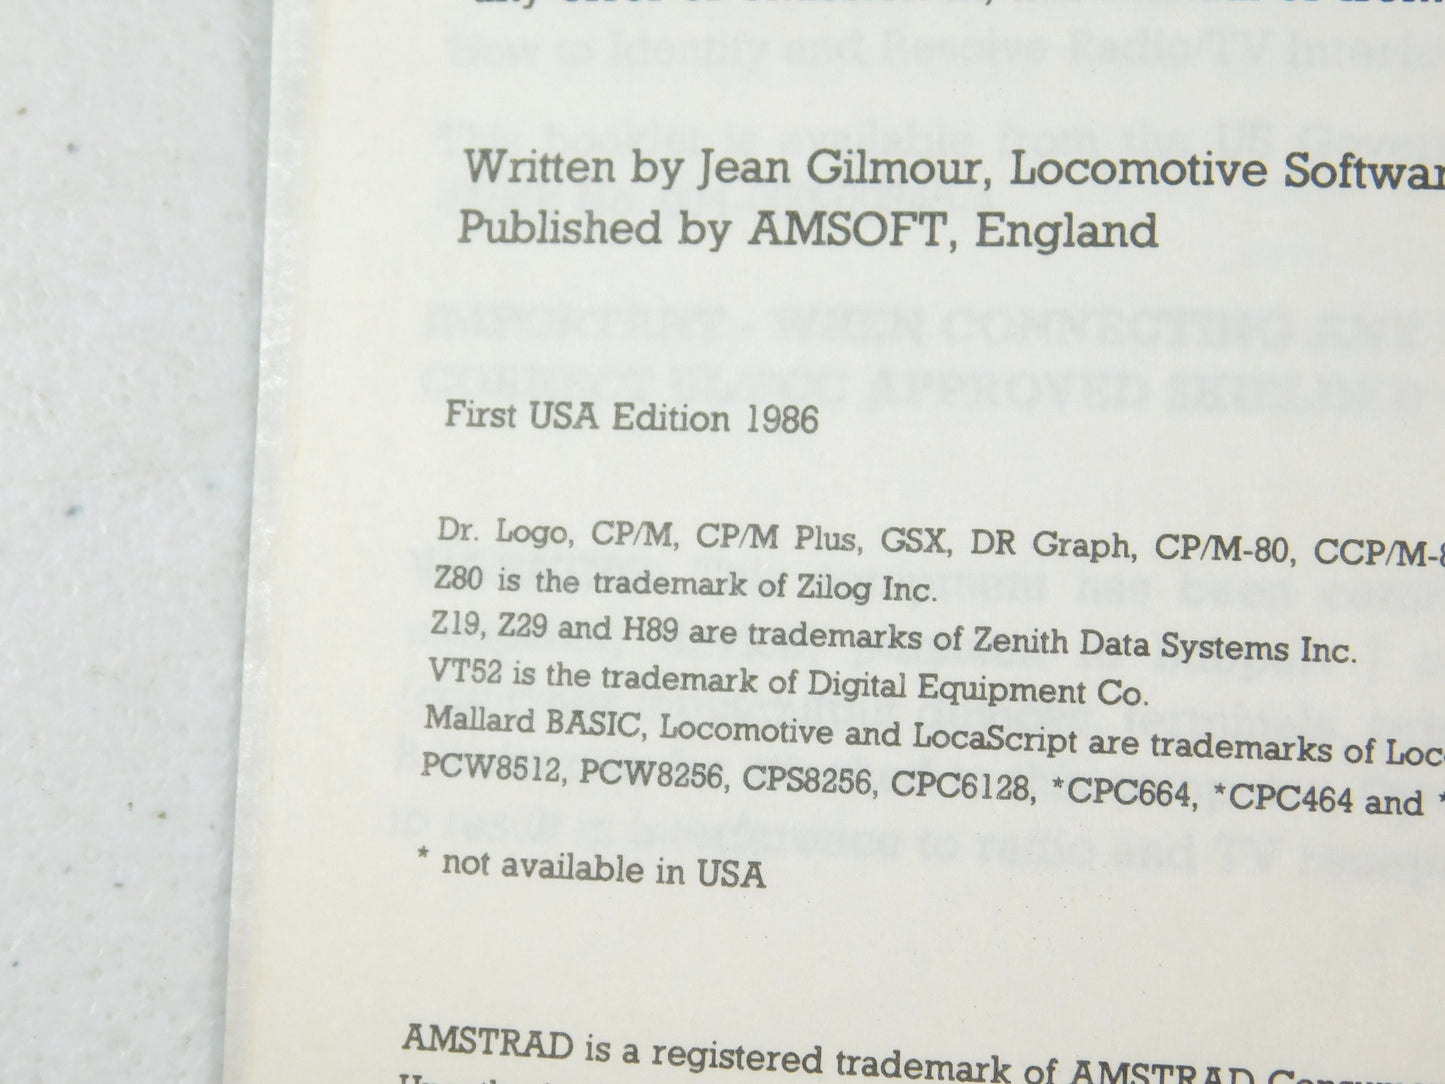 Written by Jean Gilmour, Locomotive Softwar
Published by AMSOFT, England
First USA Edition 1986
Dr. Logo, CP/M, CP/M Plus, GSX, DR Graph, CP/M-80, CCP/M-8
Z80 is the trademark of Zilog Inc.
Z19, Z29 and H89 are trademarks of Zenith Data Systems Inc.
VT52 is the trademark of Digital Equipment Co.
Mallard BASIC, Locomotive and LocaScript are trademarks of Loc
PCW8512, PCW8256, CPS8256, CPC6128, *CPC664, *CPC464 and *
* not available in USA
AMSTRAD is a registered trademark of AMSTRAD